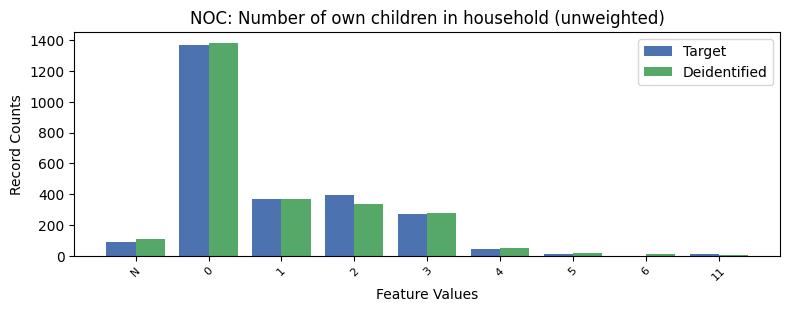 NOC: Number of own children in household (unweighted)
1400
1200
1000
800
600
400
200
0
Record Counts
Target
Deidentified
N
0
1
2
3
4
5
6
11
Feature Values